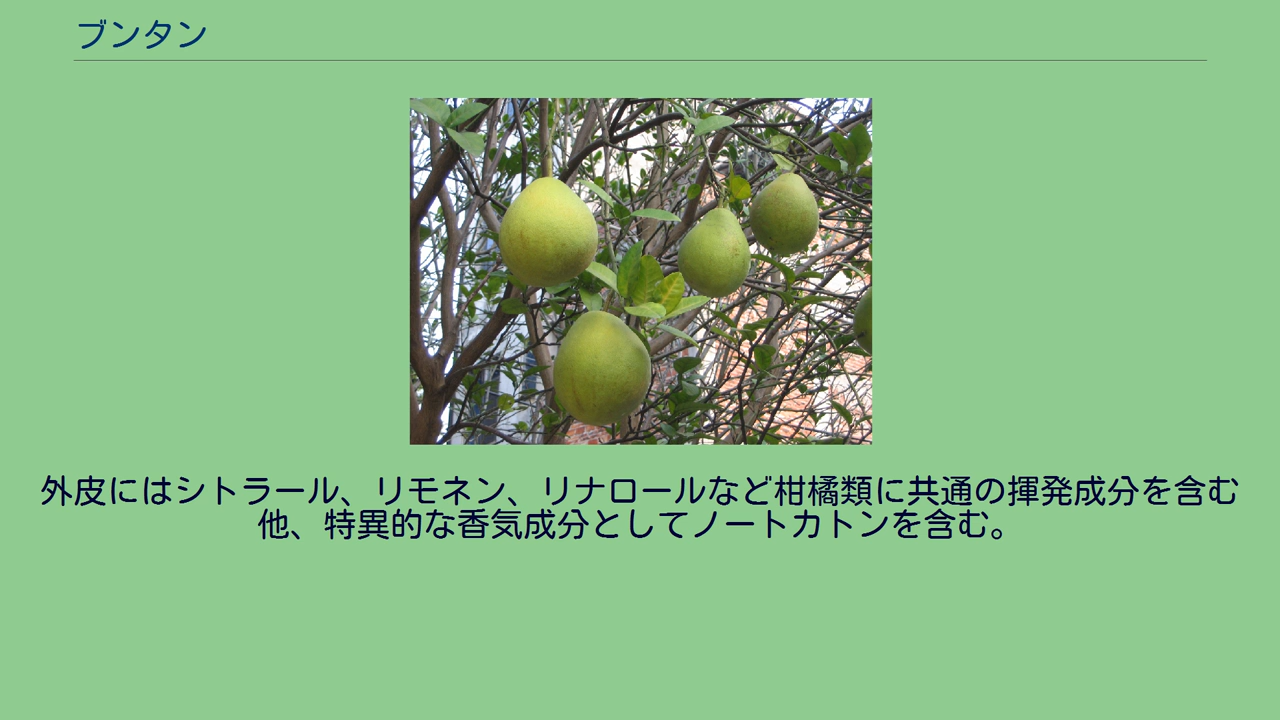 ブンタン
外皮にはシトラール、リモネン、リナロールなど柑橘類に共通の揮発成分を含む
他、特異的な香気成分としてノートカトンを含む。